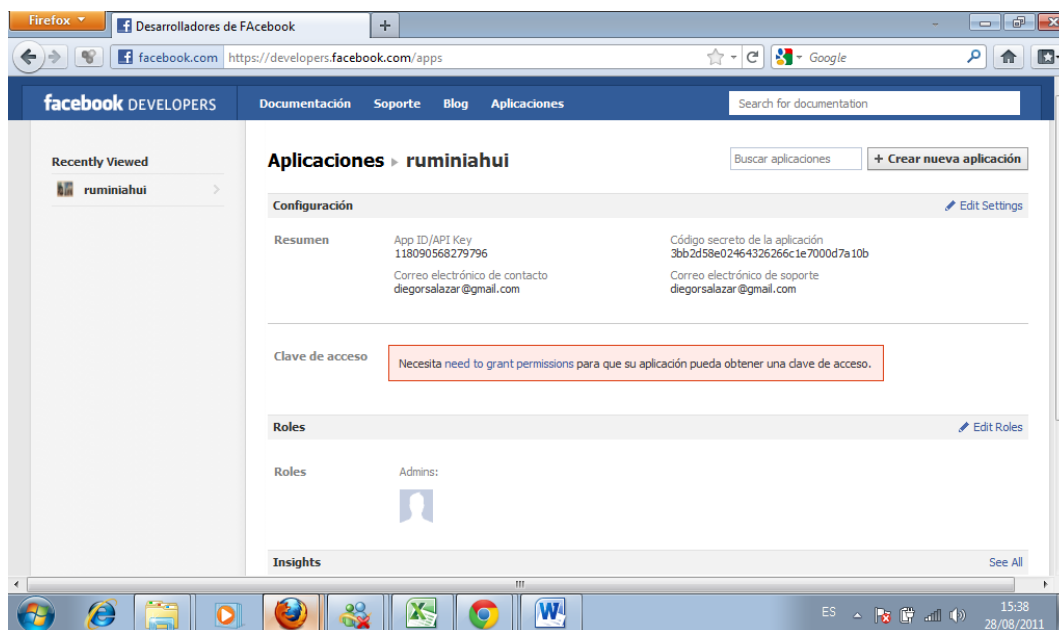 Firefox
Desarrolladores de FAcebook
facebook.com https://developers.facebook.com/apps
Google
facebook DEVELOPERS
Documentación Soporte Blog Aplicaciones
Search for documentation
Recently Viewed
ruminiahui
Aplicaciones ▸ ruminiahui
Buscar aplicaciones
+ Crear nueva aplicación
Configuración
Edit Settings
Resumen
App ID/API Key
118090568279796
Código secreto de la aplicación
3bb2d58e02464326266c1e7000d7a10b
Correo electrónico de contacto
diegorsalazar@gmail.com
Correo electrónico de soporte
diegorsalazar@gmail.com
Clave de acceso
Necesita need to grant permissions para que su aplicación pueda obtener una clave de acceso.
Roles
Edit Roles
Roles
Admins:
Insights
See All
ES
15:38
28/08/2011